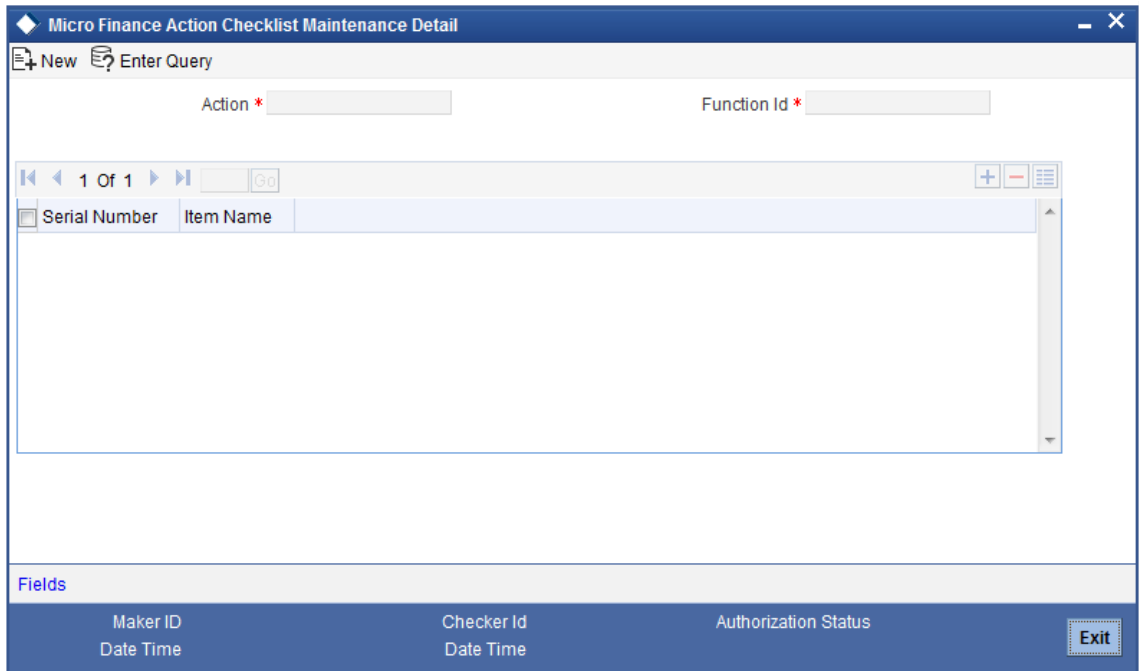 Micro Finance Action Checklist Maintenance Detail
New Enter Query
Action * Function Id *
1 Of 1 Go
Serial Number Item Name
Fields
Maker ID Checker Id Authorization Status
Date Time Date Time
Exit